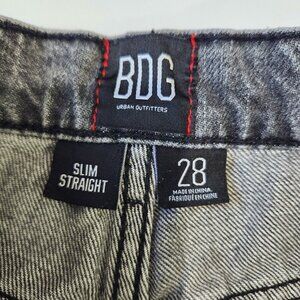 BDG
URBAN OUTFITTERS
SLIM
STRAIGHT
28
MADE IN CHINA
FABRIQUÉ EN CHINE